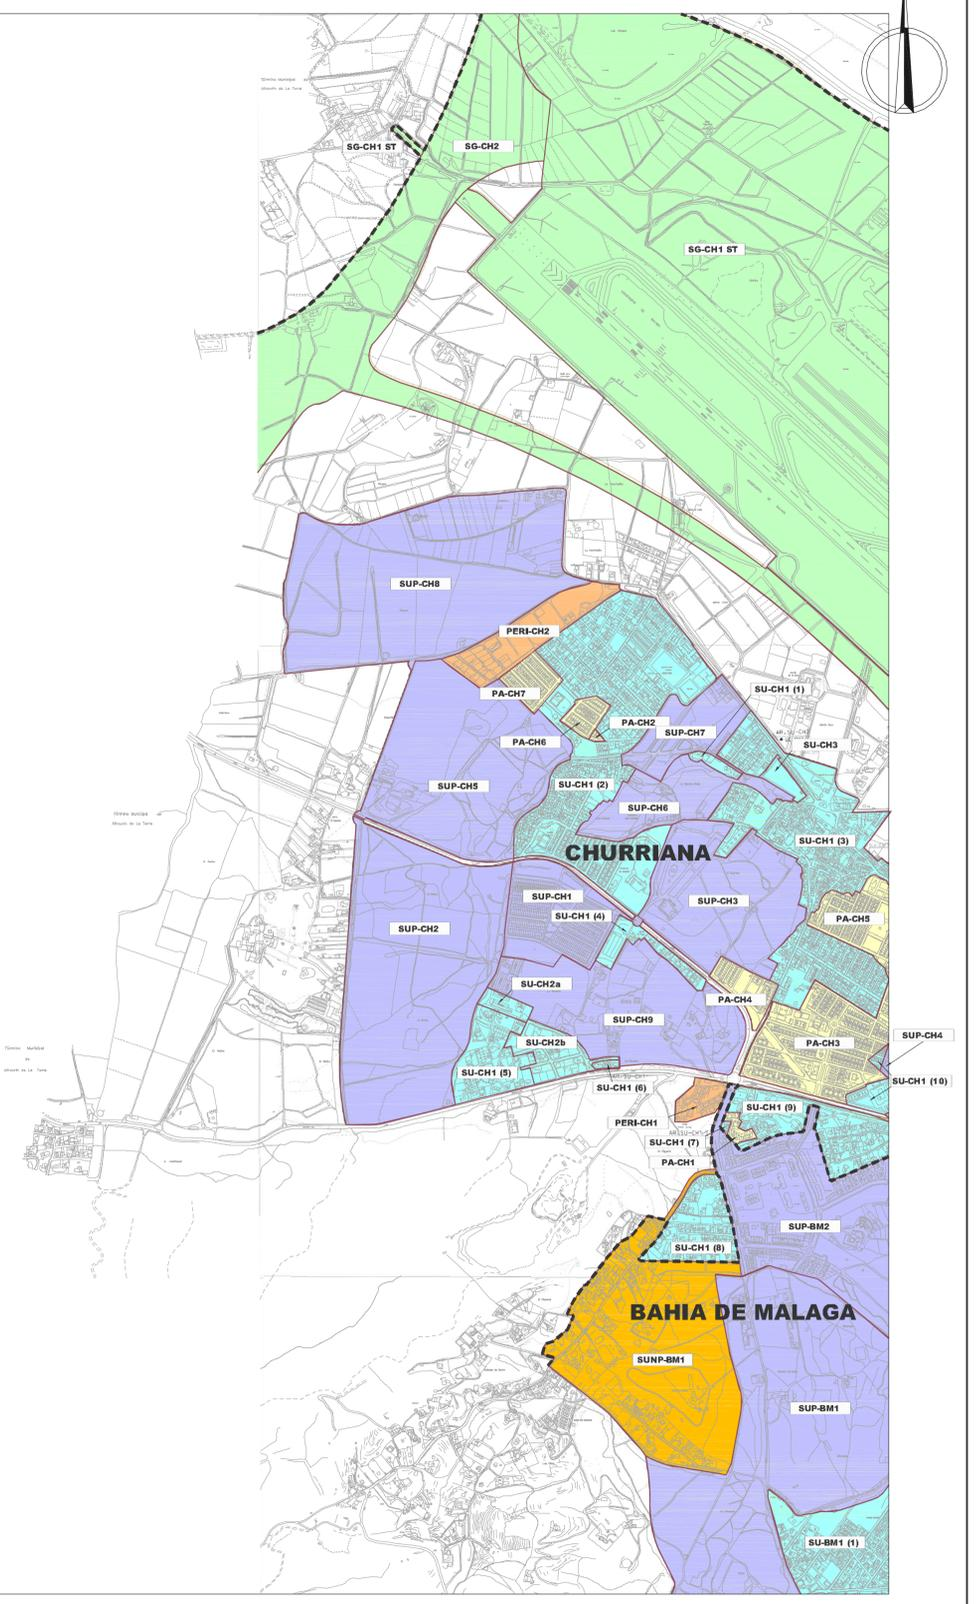 SG-CH1 ST
SG-CH2
SG-CH1 ST
SUP-CH8
PERI-CH2
PA-CH7
SU-CH1 (1)
PA-CH2
SUP-CH7
PA-CH6
SU-CH3
SUP-CH5
SU-CH1 (2)
SUP-CH6
SU-CH1 (3)
CHURRIANA
SUP-CH1
SUP-CH3
SU-CH1 (4)
PA-CH5
SUP-CH2
SU-CH2a
PA-CH4
SUP-CH9
SUP-CH4
SU-CH2b
PA-CH3
SU-CH1 (5)
SU-CH1 (10)
SU-CH1 (6)
SU-CH1 (9)
PERI-CH1
SU-CH1 (7)
PA-CH1
SUP-BM2
SU-CH1 (8)
BAHIA DE MALAGA
SUNP-BM1
SUP-BM1
SU-BM1 (1)